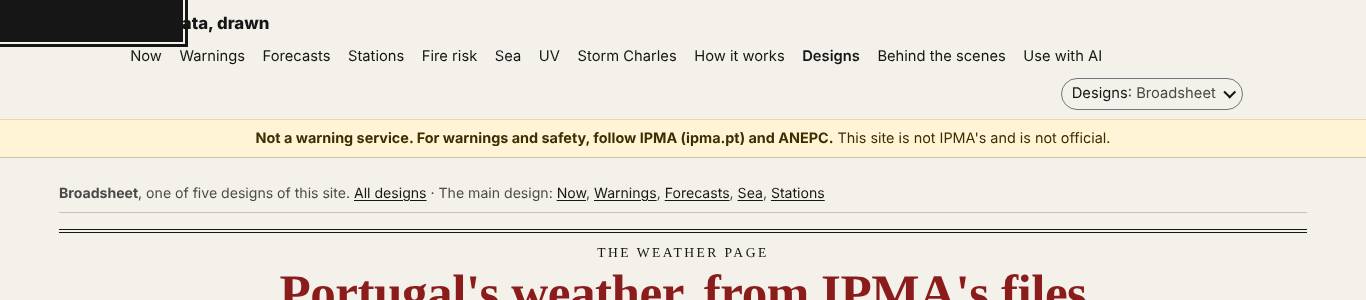 ata, drawn
Now Warnings Forecasts Stations Fire risk Sea UV Storm Charles How it works Designs Behind the scenes Use with AI
Designs: Broadsheet
Not a warning service. For warnings and safety, follow IPMA (ipma.pt) and ANEPC. This site is not IPMA's and is not official.
Broadsheet, one of five designs of this site. All designs · The main design: Now, Warnings, Forecasts, Sea, Stations
THE WEATHER PAGE
Portugal's weather, from IPMA's files